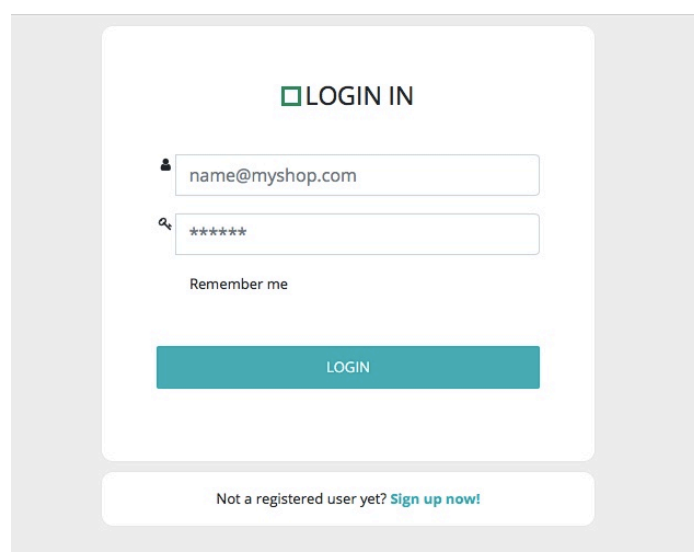 LOGIN IN
name@myshop.com
******
Remember me
LOGIN
Not a registered user yet? Sign up now!